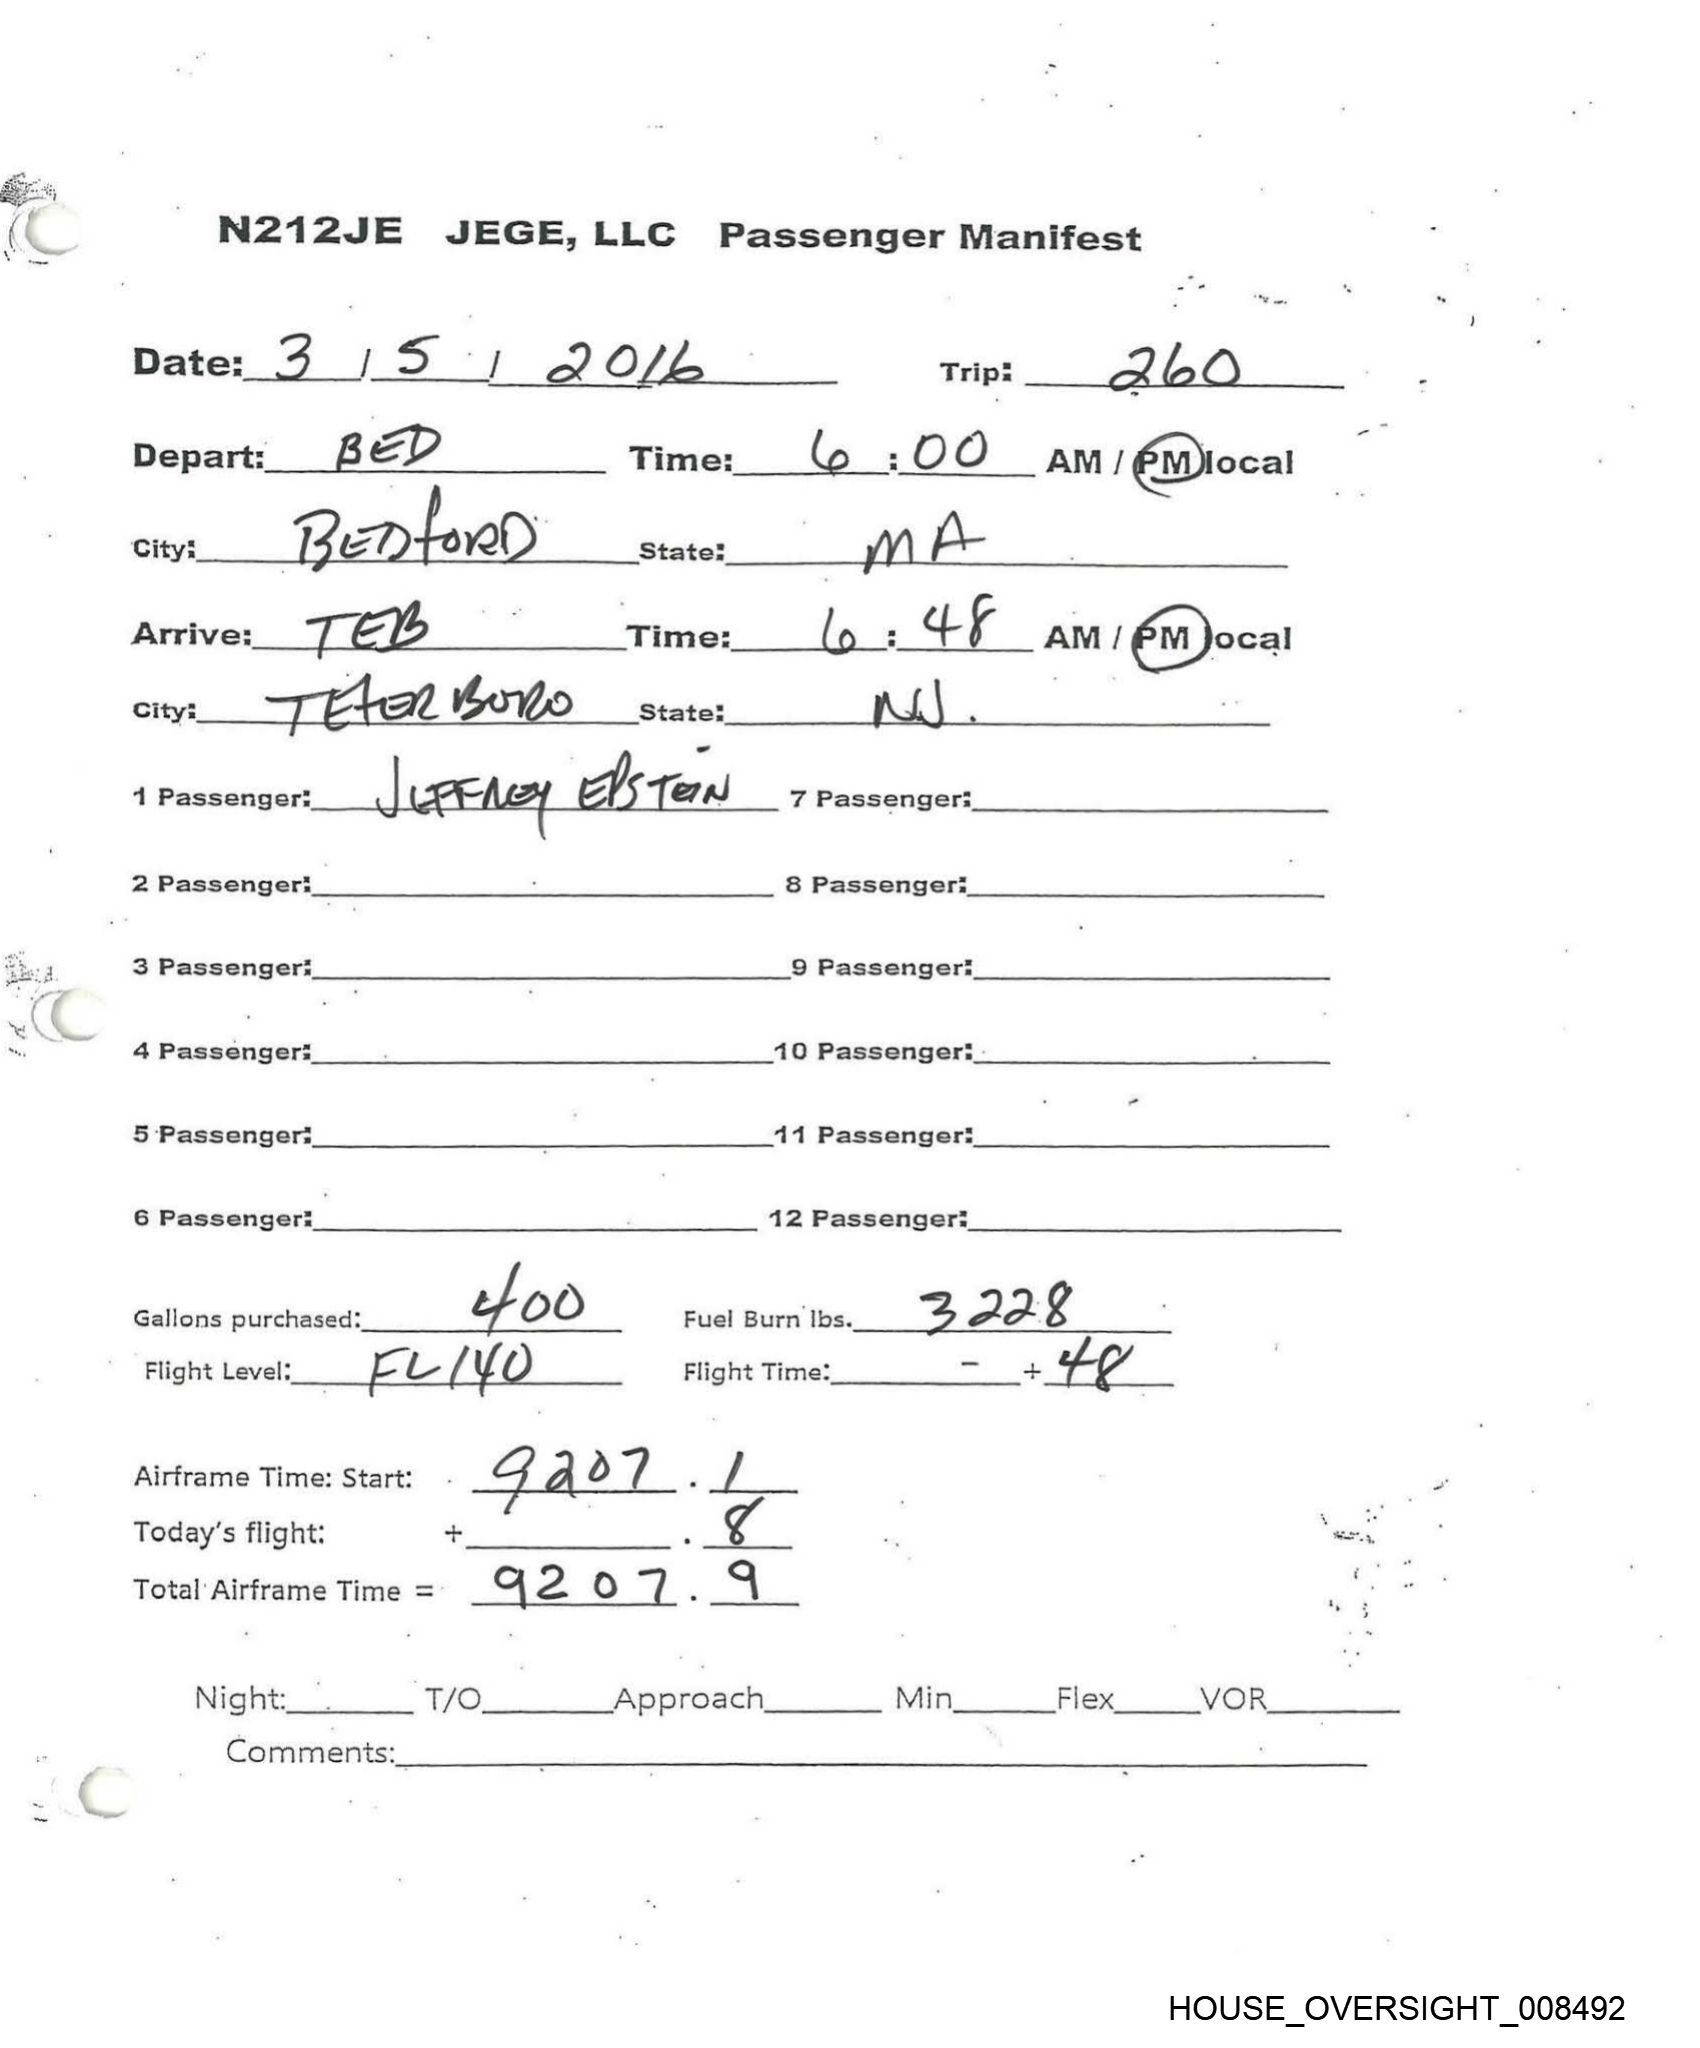 N212JE JEGE, LLC Passenger Manifest
Date: 3 / 5 / 2016 Trip: 260
Depart: BED Time: 6 : 00 AM / PM local
City: BEDFORD State: MA
Arrive: TEB Time: 6 : 48 AM / PM local
City: TETERBORO State: NJ.
1 Passenger: JEFFREY EPSTEIN 7 Passenger:
2 Passenger: 8 Passenger:
3 Passenger: 9 Passenger:
4 Passenger: 10 Passenger:
5 Passenger: 11 Passenger:
6 Passenger: 12 Passenger:
Gallons purchased: 400 Fuel Burn lbs. 3228
Flight Level: FL140 Flight Time: - + 48
Airframe Time: Start: 9207 . 1
Today's flight: + . 8
Total Airframe Time = 9207 . 9
Night: T/O Approach Min Flex VOR
Comments:
HOUSE_OVERSIGHT_008492